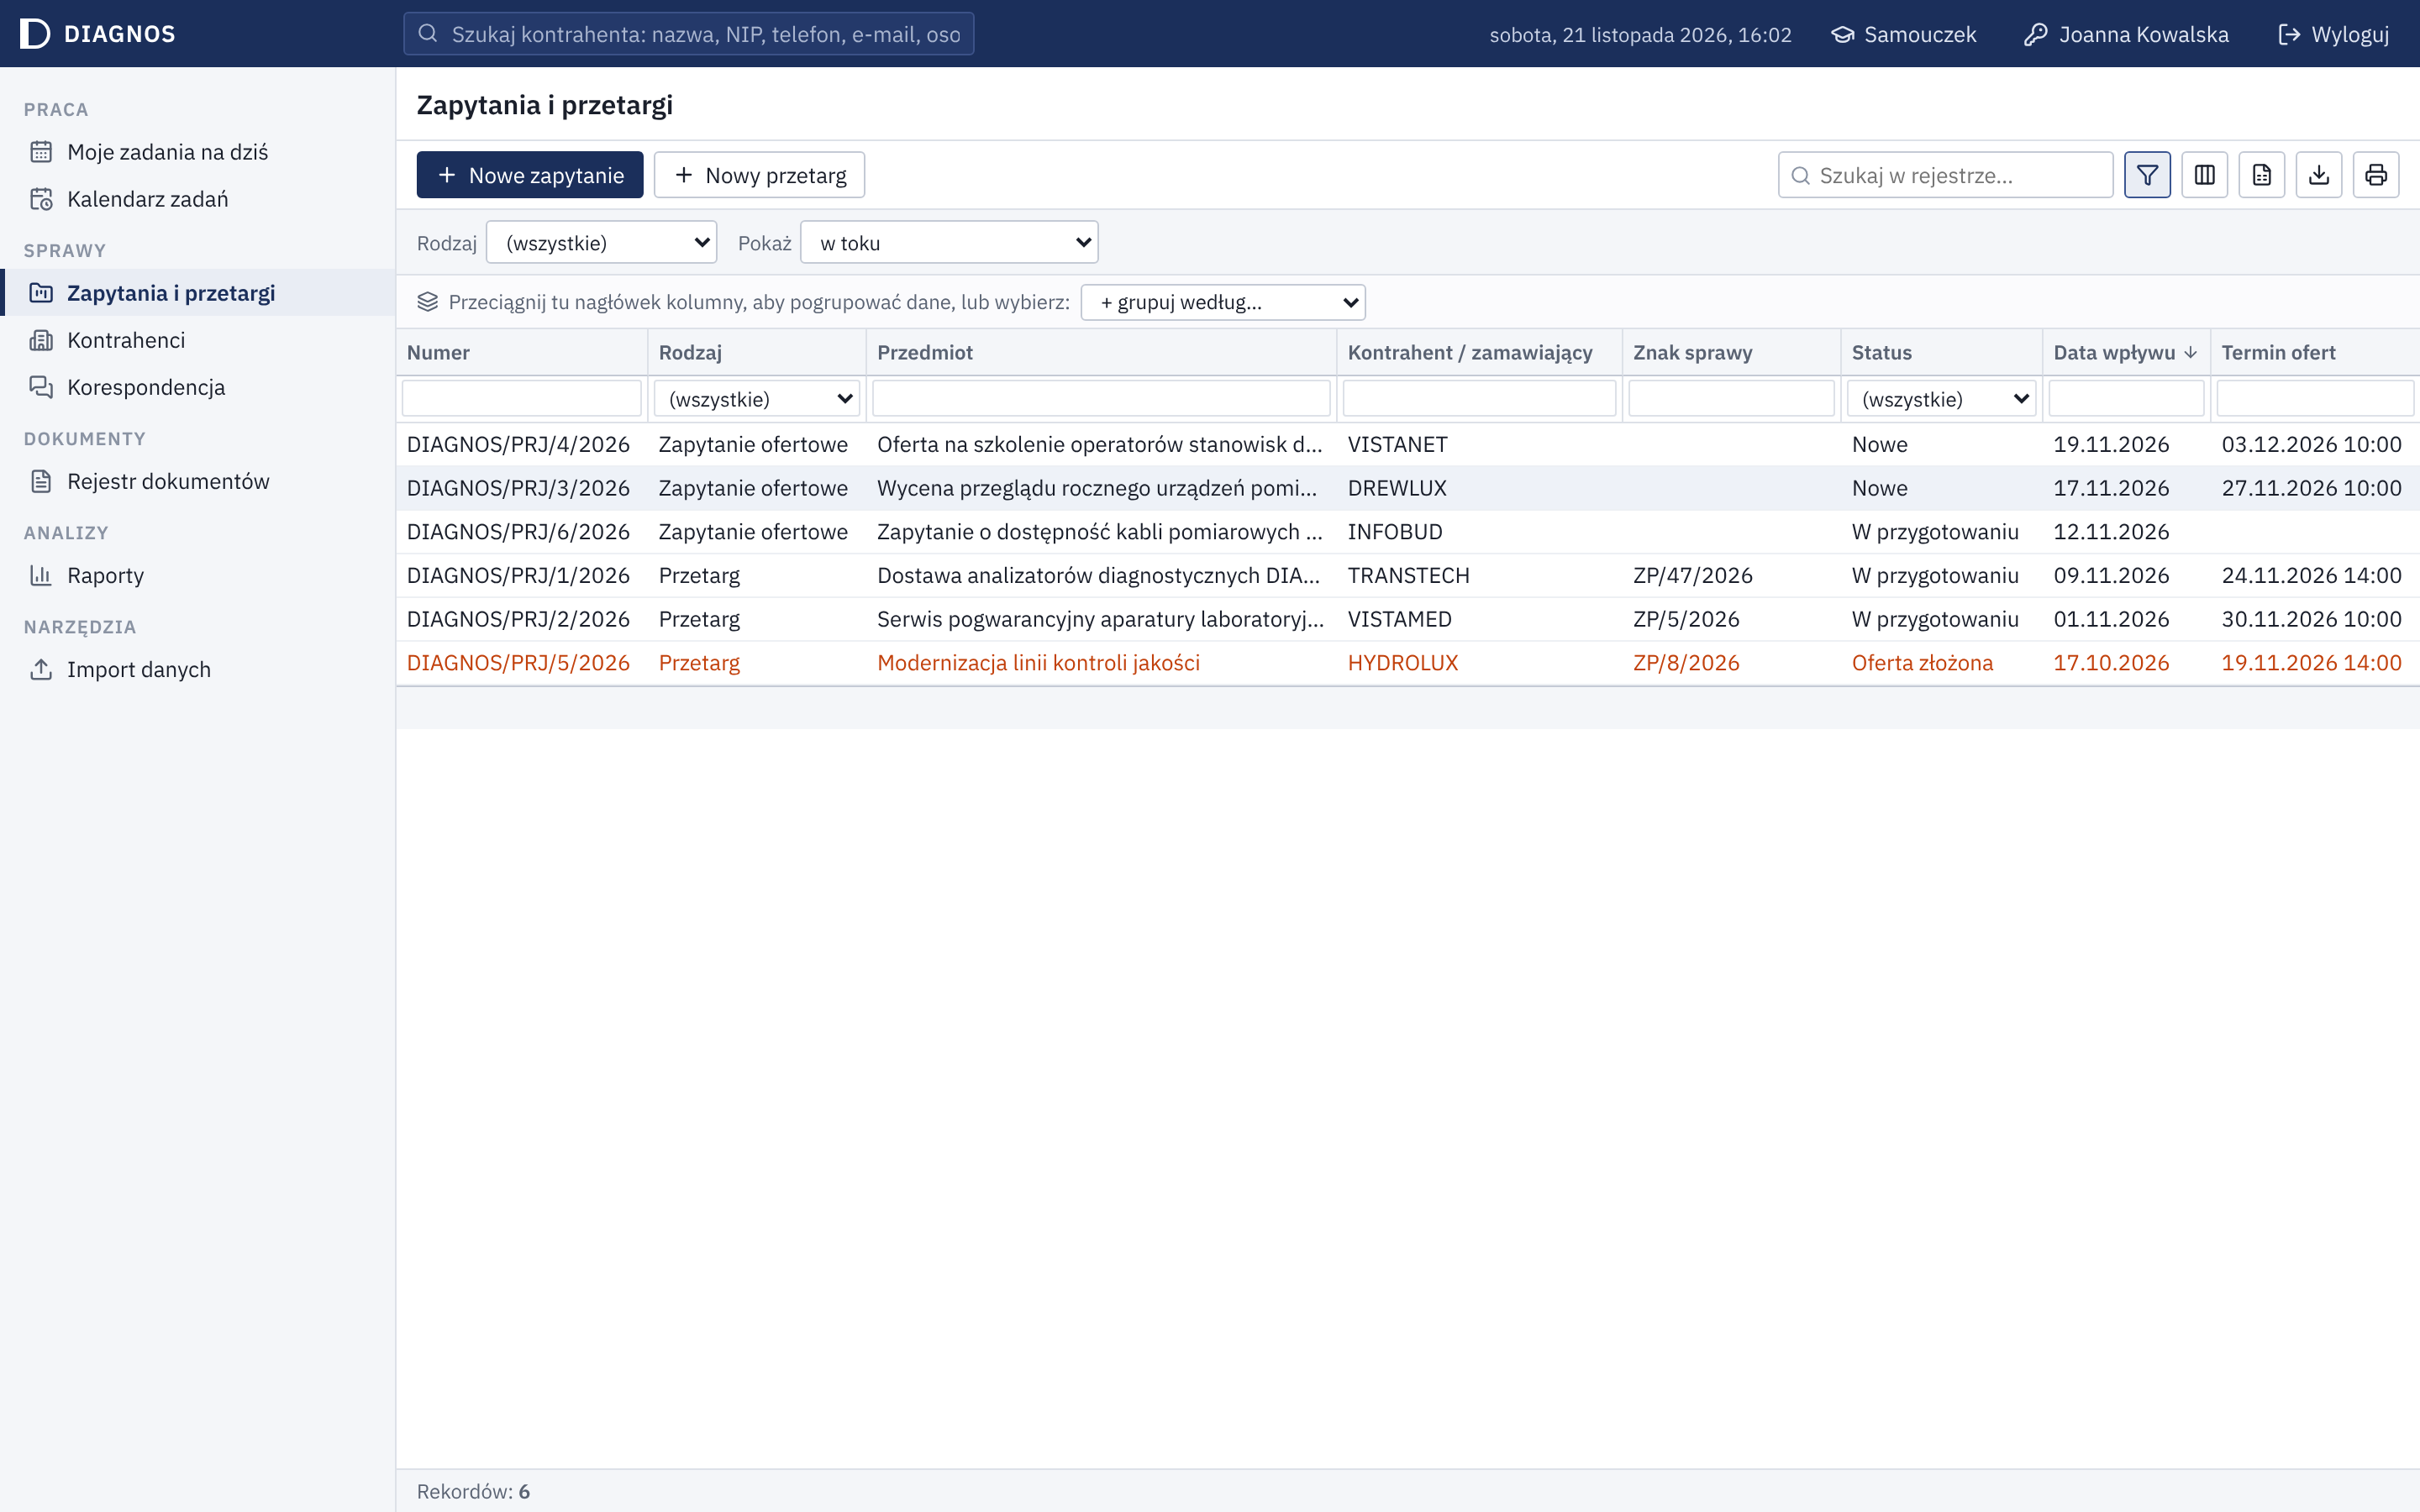 DIAGNOS
Szukaj kontrahenta: nazwa, NIP, telefon, e-mail, oso
sobota, 21 listopada 2026, 16:02
Samouczek
Joanna Kowalska
Wyloguj
PRACA
Moje zadania na dziś
Kalendarz zadań
SPRAWY
Zapytania i przetargi
Kontrahenci
Korespondencja
DOKUMENTY
Rejestr dokumentów
ANALIZY
Raporty
NARZĘDZIA
Import danych
Zapytania i przetargi
+ Nowe zapytanie
+ Nowy przetarg
Szukaj w rejestrze...
Rodzaj (wszystkie) Pokaż w toku
Przeciągnij tu nagłówek kolumny, aby pogrupować dane, lub wybierz: + grupuj według...
Numer Rodzaj Przedmiot Kontrahent / zamawiający Znak sprawy Status Data wpływu ↓ Termin ofert
(wszystkie) (wszystkie)
DIAGNOS/PRJ/4/2026 Zapytanie ofertowe Oferta na szkolenie operatorów stanowisk d... VISTANET Nowe 19.11.2026 03.12.2026 10:00
DIAGNOS/PRJ/3/2026 Zapytanie ofertowe Wycena przeglądu rocznego urządzeń pomi... DREWLUX Nowe 17.11.2026 27.11.2026 10:00
DIAGNOS/PRJ/6/2026 Zapytanie ofertowe Zapytanie o dostępność kabli pomiarowych ... INFOBUD W przygotowaniu 12.11.2026
DIAGNOS/PRJ/1/2026 Przetarg Dostawa analizatorów diagnostycznych DIA... TRANSTECH ZP/47/2026 W przygotowaniu 09.11.2026 24.11.2026 14:00
DIAGNOS/PRJ/2/2026 Przetarg Serwis pogwarancyjny aparatury laboratoryj... VISTAMED ZP/5/2026 W przygotowaniu 01.11.2026 30.11.2026 10:00
DIAGNOS/PRJ/5/2026 Przetarg Modernizacja linii kontroli jakości HYDROLUX ZP/8/2026 Oferta złożona 17.10.2026 19.11.2026 14:00
Rekordów: 6